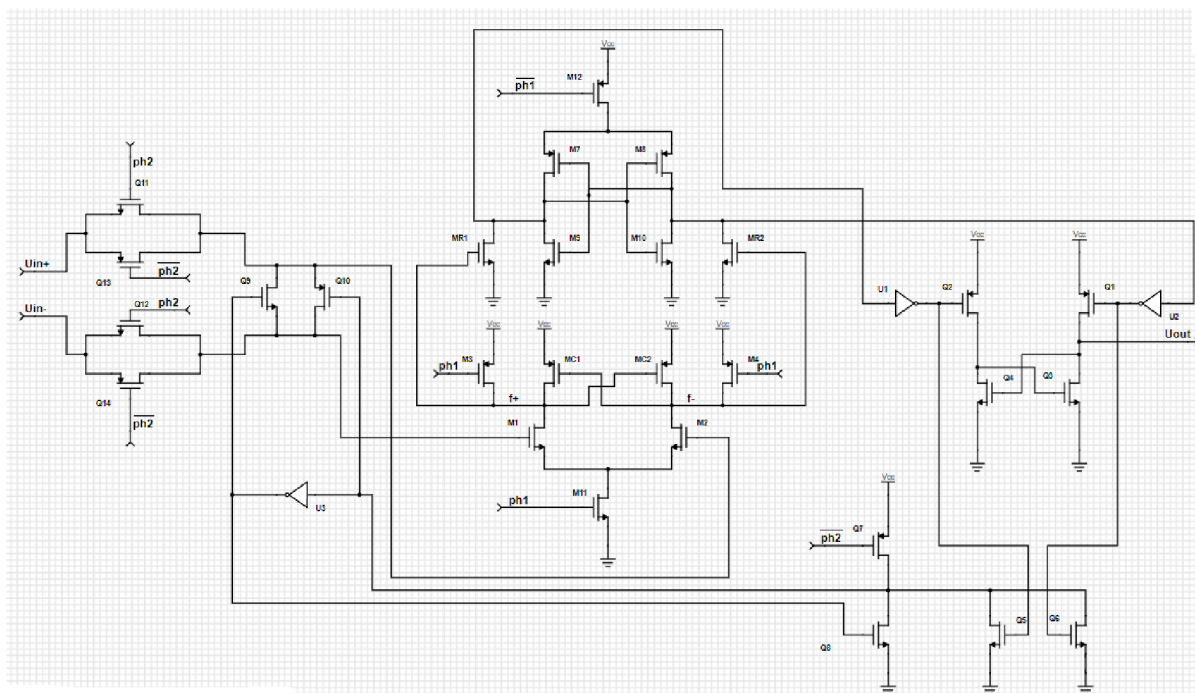 Vcc
M12
ph1
M7
M8
ph2
Q11
MR1
M9
M10
MR2
Vcc
Vcc
Uin+
ph2
Q13
Q9
Q10
Q12
ph2
U1
Q2
Q1
U2
Uin-
Vcc
Vcc
Vcc
Vcc
Uout
ph1
M3
MC1
MC2
M4
ph1
Q4
Q3
f+
f-
Q14
M1
M2
ph2
Vcc
M11
ph1
U3
Q7
ph2
Q5
Q6
Q8